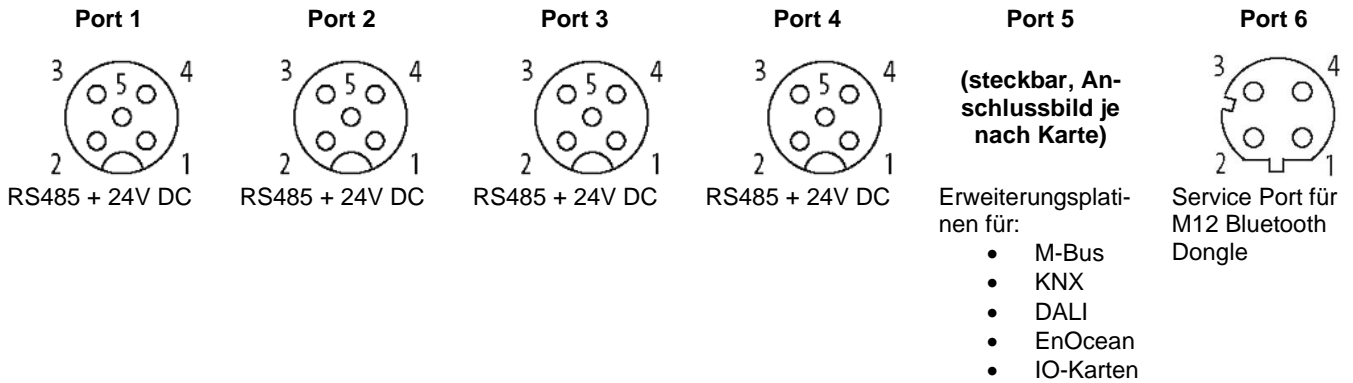 Port 1
3 5 4
2 1
RS485 + 24V DC
Port 2
3 5 4
2 1
RS485 + 24V DC
Port 3
3 5 4
2 1
RS485 + 24V DC
Port 4
3 5 4
2 1
RS485 + 24V DC
Port 5
(steckbar, An-
schlussbild je
nach Karte)
Erweiterungsplati-
nen für:
• M-Bus
• KNX
• DALI
• EnOcean
• IO-Karten
Port 6
3 4
2 1
Service Port für
M12 Bluetooth
Dongle